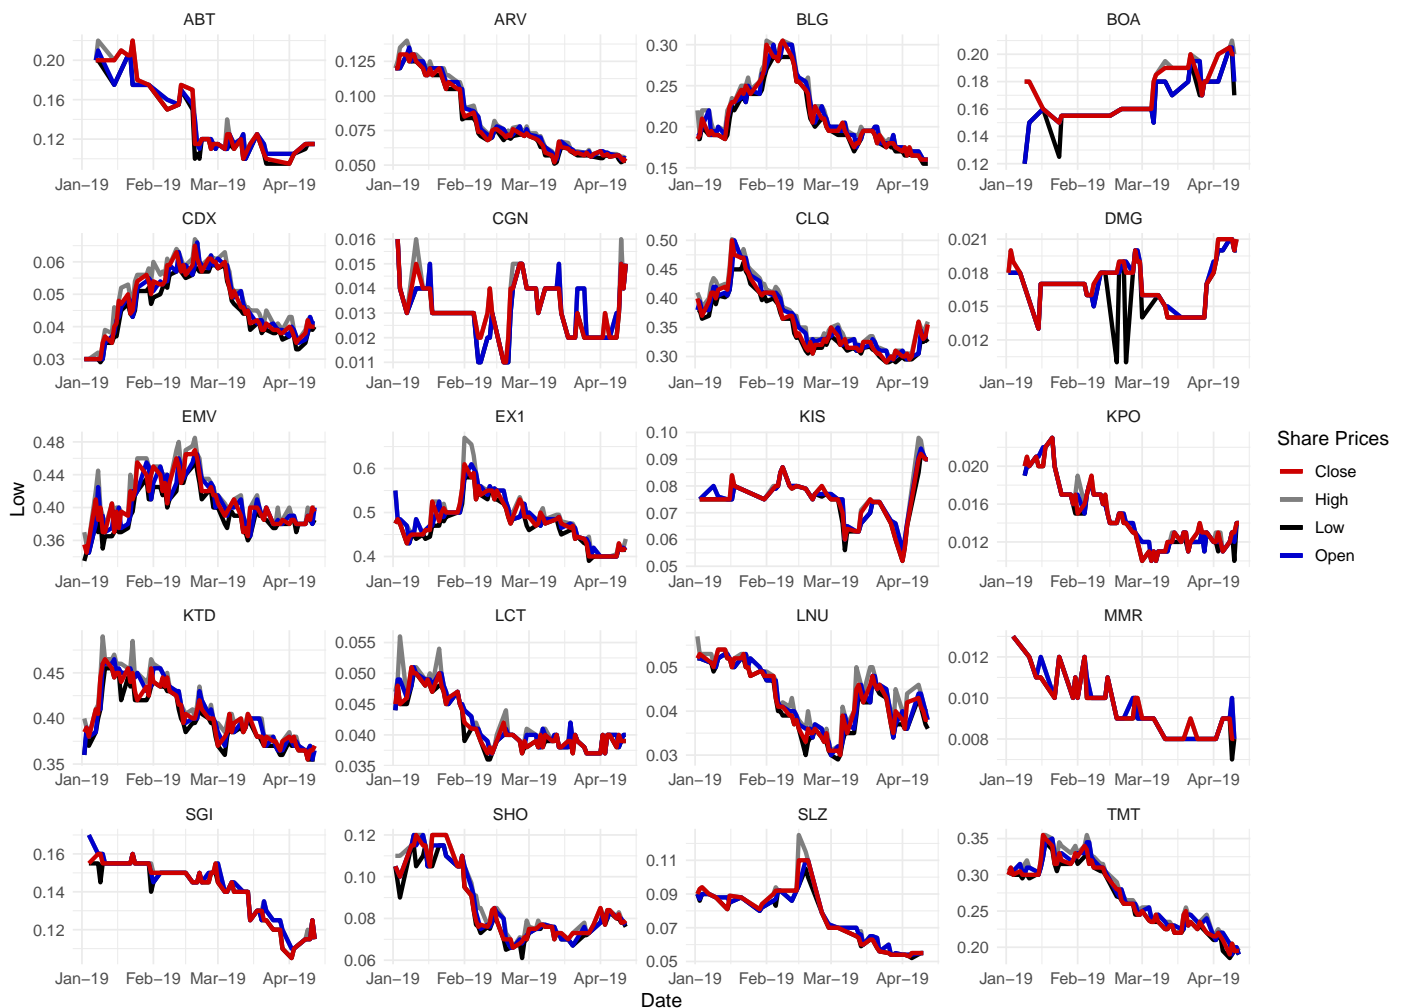 ABT ARV BLG BOA
0.20 0.16 0.12
0.125 0.100 0.075 0.050
0.30 0.25 0.20 0.15
0.20 0.18 0.16 0.14 0.12
Jan–19 Feb–19 Mar–19 Apr–19 Jan–19 Feb–19 Mar–19 Apr–19 Jan–19 Feb–19 Mar–19 Apr–19 Jan–19 Feb–19 Mar–19 Apr–19
CDX CGN CLQ DMG
0.06 0.05 0.04 0.03
0.016 0.015 0.014 0.013 0.012 0.011
0.50 0.45 0.40 0.35 0.30
0.021 0.018 0.015 0.012
Jan–19 Feb–19 Mar–19 Apr–19 Jan–19 Feb–19 Mar–19 Apr–19 Jan–19 Feb–19 Mar–19 Apr–19 Jan–19 Feb–19 Mar–19 Apr–19
EMV EX1 KIS KPO
0.48 0.44 0.40 0.36
0.6 0.5 0.4
0.10 0.09 0.08 0.07 0.06 0.05
0.020 0.016 0.012
Jan–19 Feb–19 Mar–19 Apr–19 Jan–19 Feb–19 Mar–19 Apr–19 Jan–19 Feb–19 Mar–19 Apr–19 Jan–19 Feb–19 Mar–19 Apr–19
KTD LCT LNU MMR
0.45 0.40 0.35
0.055 0.050 0.045 0.040 0.035
0.05 0.04 0.03
0.012 0.010 0.008
Jan–19 Feb–19 Mar–19 Apr–19 Jan–19 Feb–19 Mar–19 Apr–19 Jan–19 Feb–19 Mar–19 Apr–19 Jan–19 Feb–19 Mar–19 Apr–19
SGI SHO SLZ TMT
0.16 0.14 0.12
0.12 0.10 0.08 0.06
0.11 0.09 0.07 0.05
0.35 0.30 0.25 0.20
Jan–19 Feb–19 Mar–19 Apr–19 Jan–19 Feb–19 Mar–19 Apr–19 Jan–19 Feb–19 Mar–19 Apr–19 Jan–19 Feb–19 Mar–19 Apr–19
Low
Date
Share Prices
Close
High
Low
Open